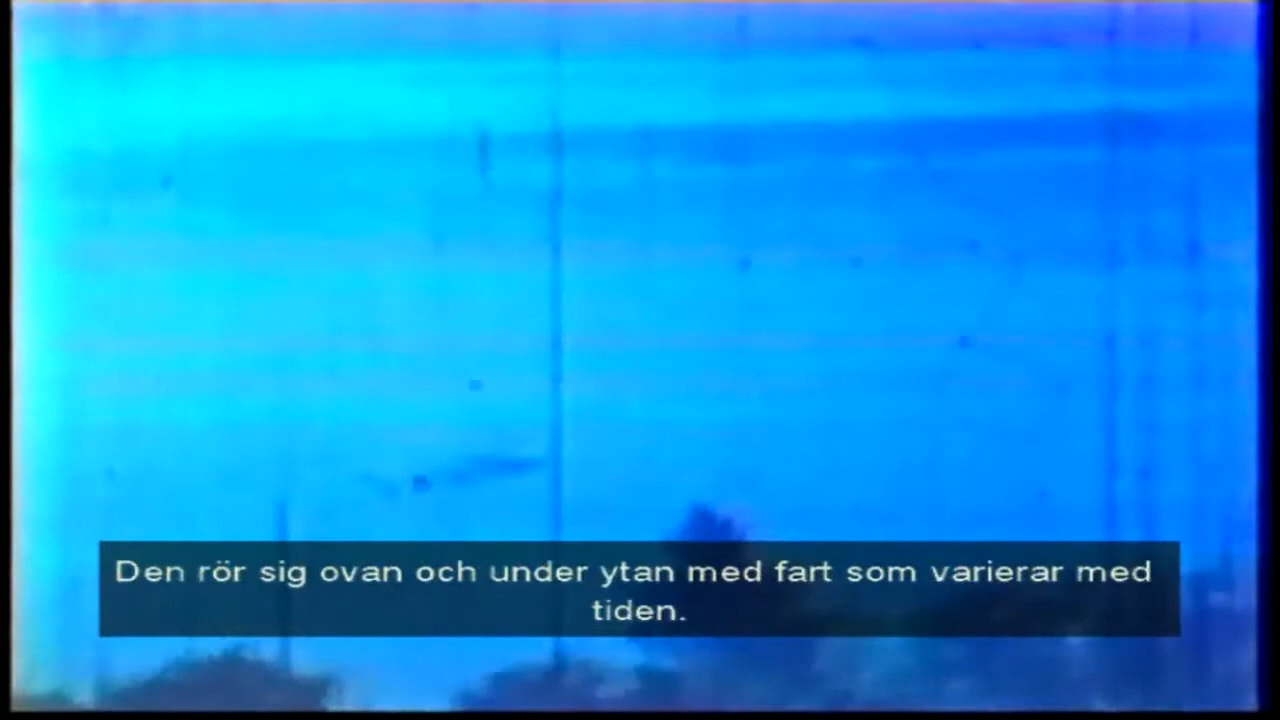 Den rör sig ovan och under ytan med fart som varierar med
tiden.